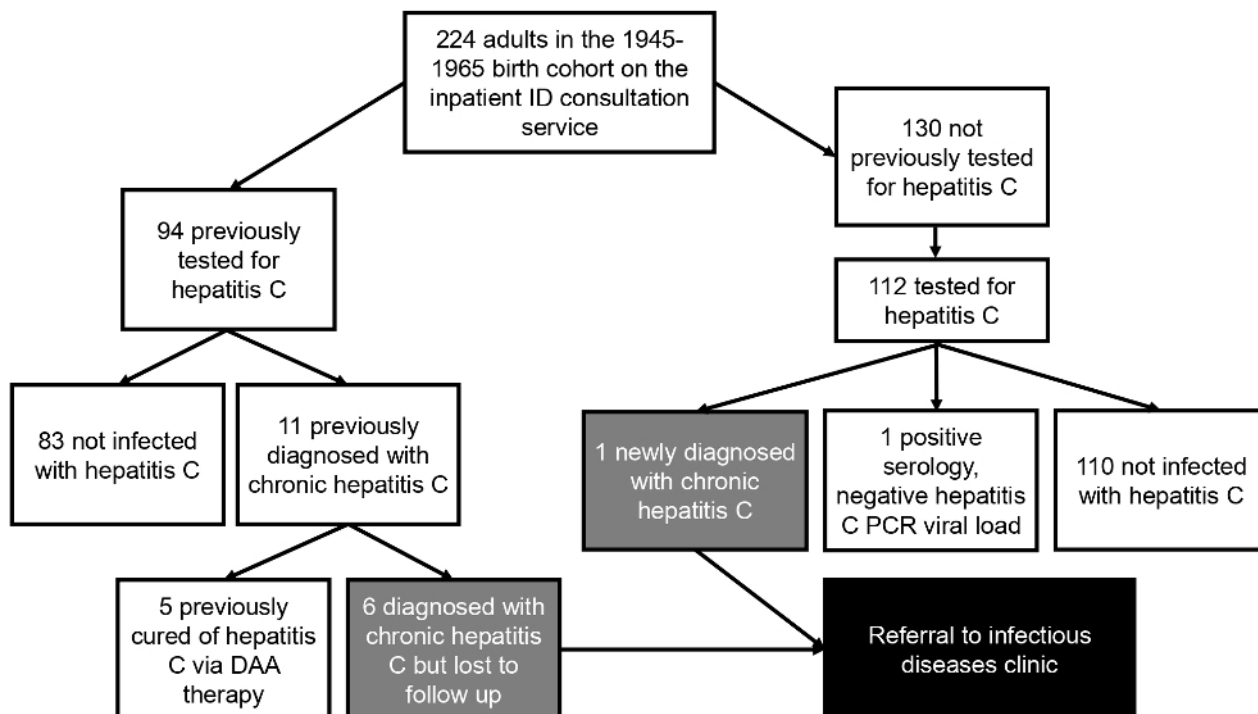 224 adults in the 1945-
1965 birth cohort on the
inpatient ID consultation
service
130 not
previously tested
for hepatitis C
94 previously
tested for
hepatitis C
112 tested for
hepatitis C
83 not infected
with hepatitis C
11 previously
diagnosed with
chronic hepatitis C
1 newly diagnosed
with chronic
hepatitis C
1 positive
serology,
negative hepatitis
C PCR viral load
110 not infected
with hepatitis C
5 previously
cured of hepatitis
C via DAA
therapy
6 diagnosed with
chronic hepatitis
C but lost to
follow up
Referral to infectious
diseases clinic